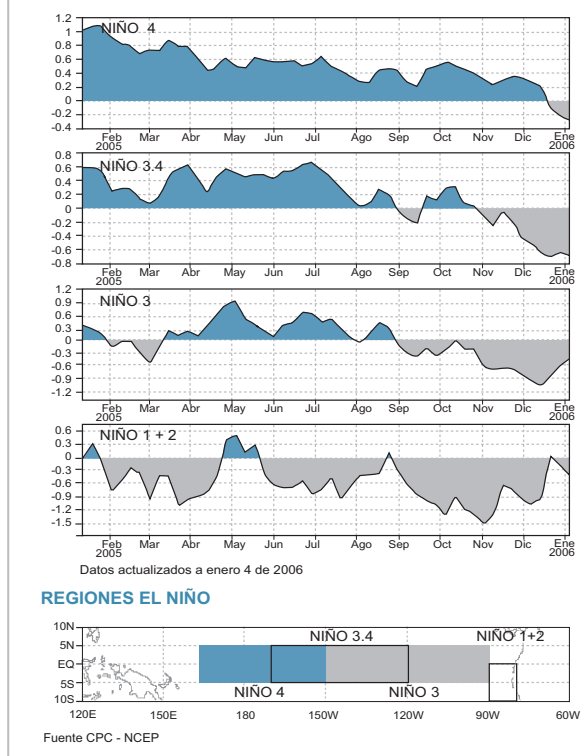 NIÑO 4
1.2
1
0.8
0.6
0.4
0.2
0
-0.2
-0.4
Feb Mar Abr May Jun Jul Ago Sep Oct Nov Dic Ene
2005 2006
NIÑO 3.4
0.8
0.6
0.4
0.2
0
-0.2
-0.4
-0.6
-0.8
Feb Mar Abr May Jun Jul Ago Sep Oct Nov Dic Ene
2005 2006
NIÑO 3
1.2
0.9
0.6
0.3
0
-0.3
-0.6
-0.9
-1.2
Feb Mar Abr May Jun Jul Ago Sep Oct Nov Dic Ene
2005 2006
NIÑO 1 + 2
0.6
0.3
0
-0.3
-0.6
-0.9
-1.2
-1.5
Feb Mar Abr May Jun Jul Ago Sep Oct Nov Dic Ene
2005 2006
Datos actualizados a enero 4 de 2006
REGIONES EL NIÑO
10N
5N
EQ
5S
10S
NIÑO 3.4 NIÑO 1+2
NIÑO 4 NIÑO 3
120E 150E 180 150W 120W 90W 60W
Fuente CPC - NCEP